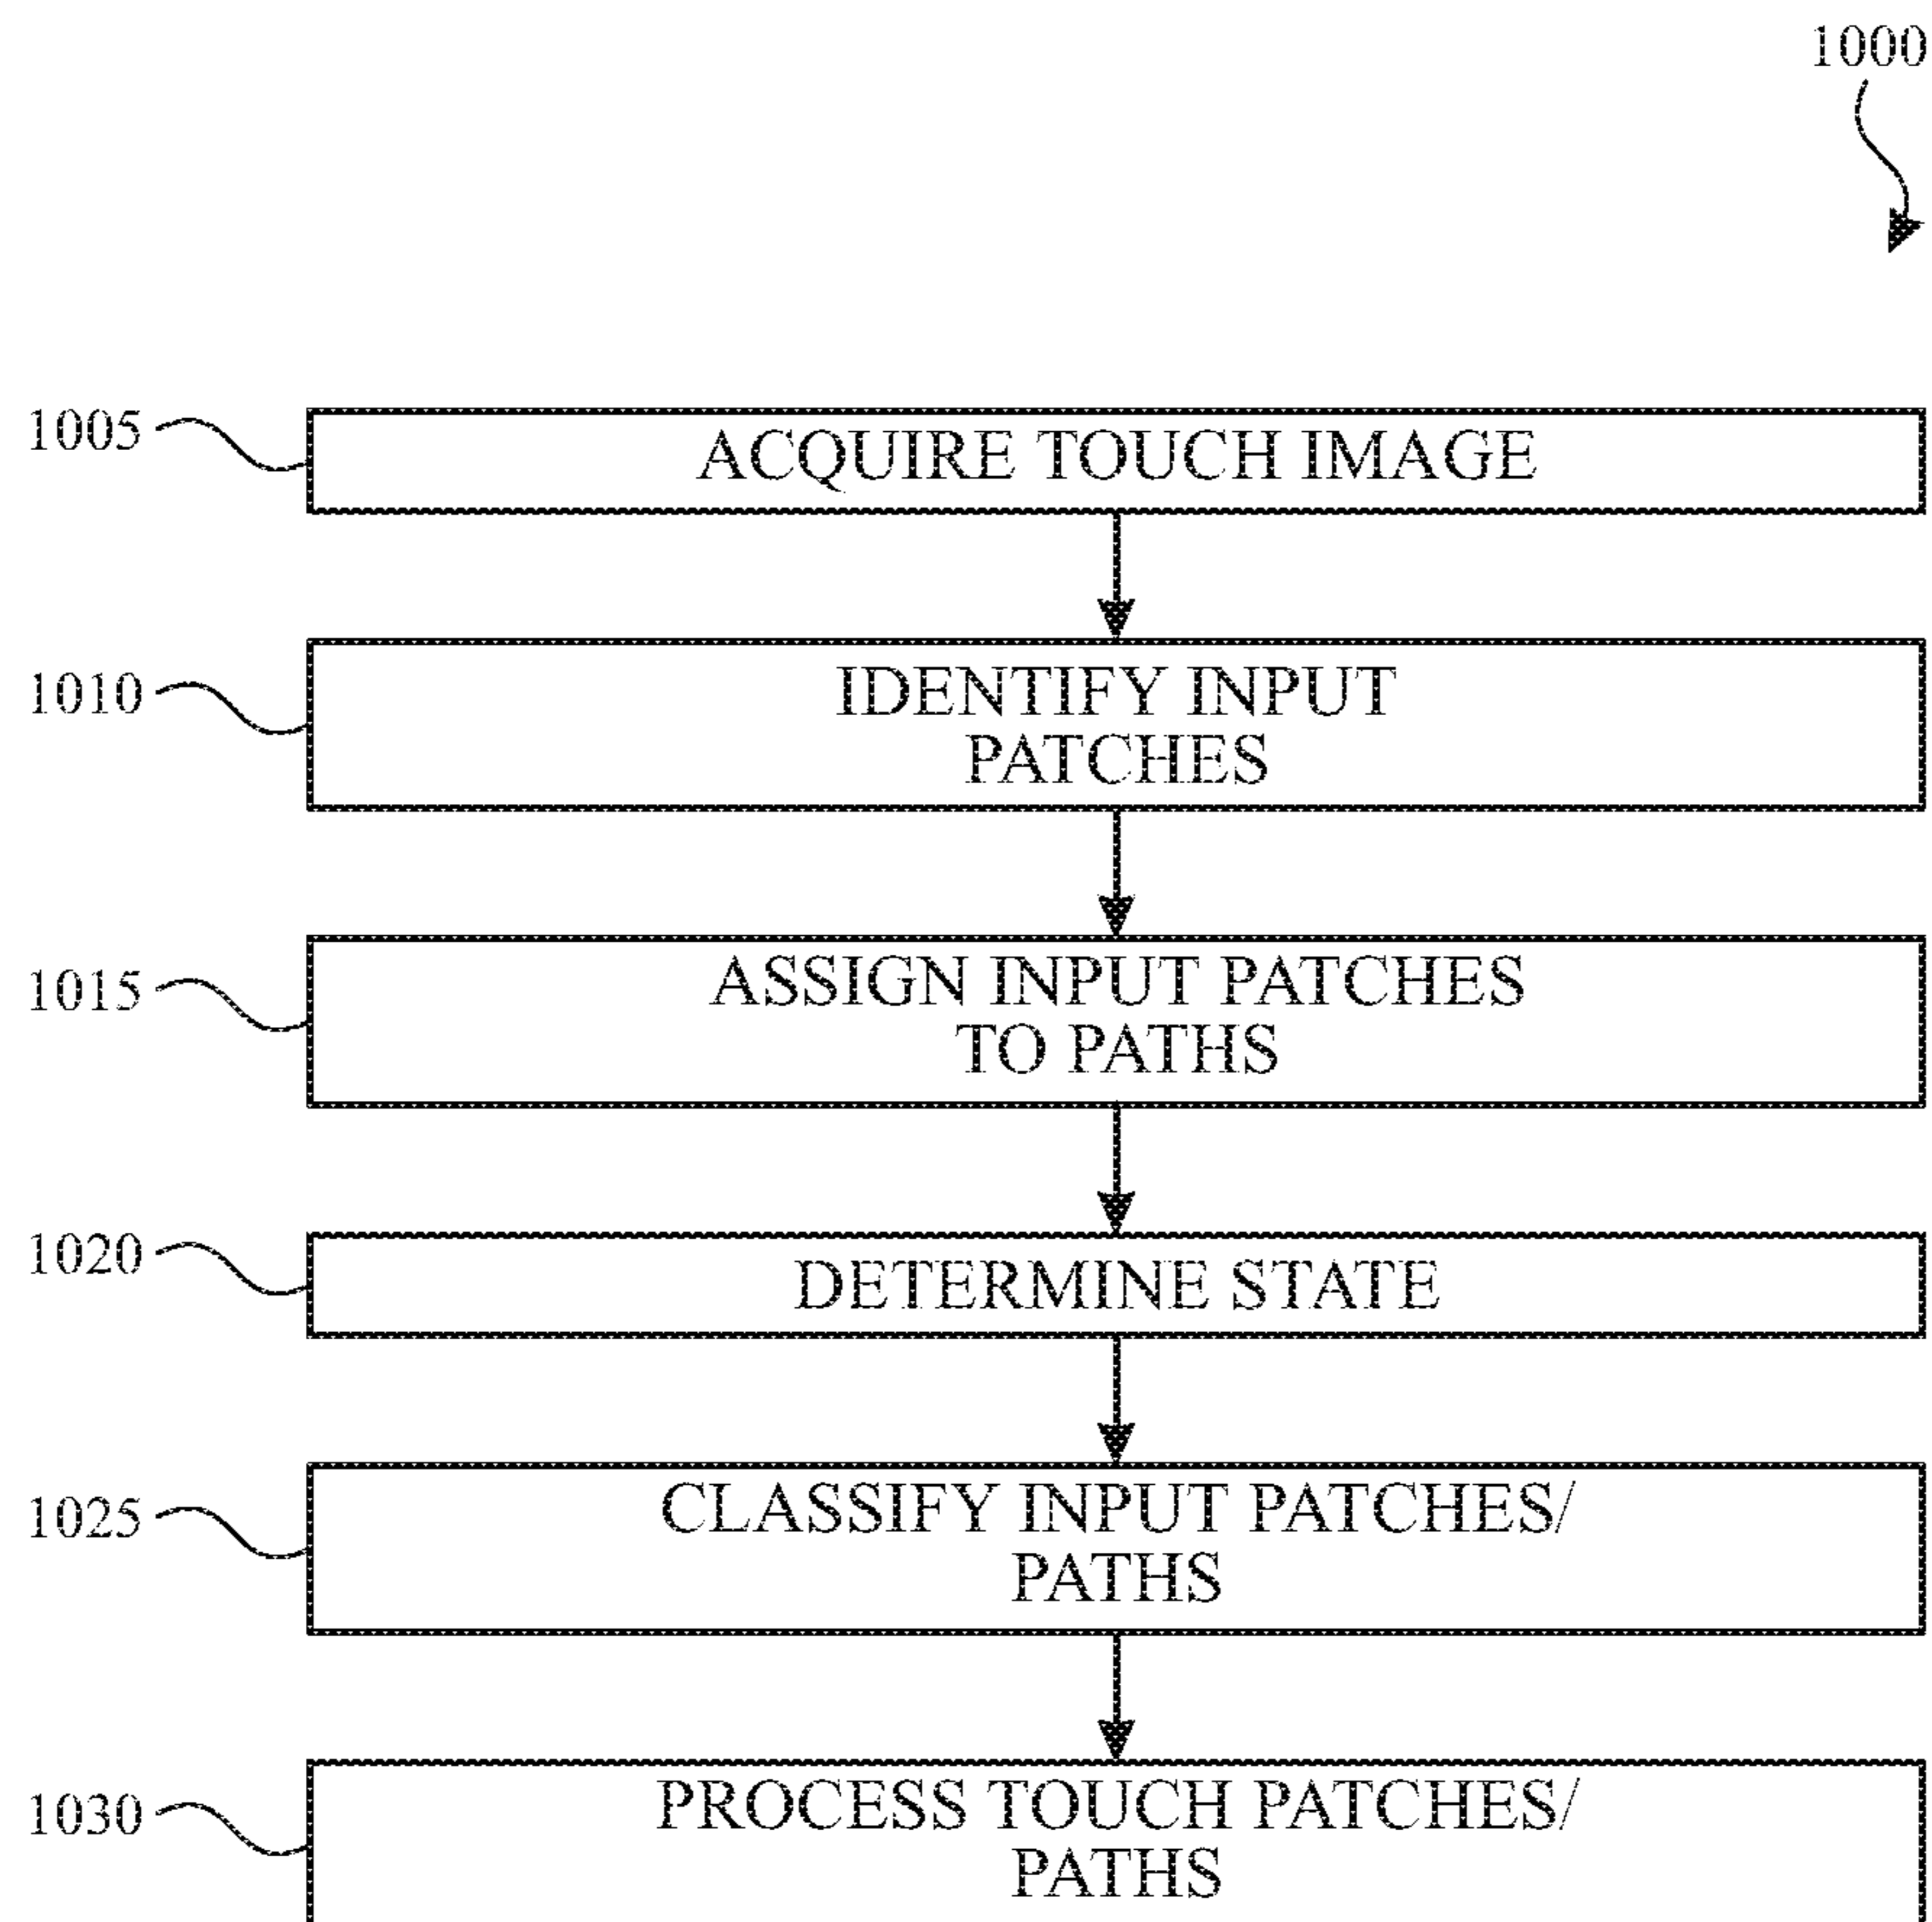 1000
1005
ACQUIRE TOUCH IMAGE
1010
IDENTIFY INPUT
PATCHES
1015
ASSIGN INPUT PATCHES
TO PATHS
1020
DETERMINE STATE
1025
CLASSIFY INPUT PATCHES/
PATHS
1030
PROCESS TOUCH PATCHES/
PATHS